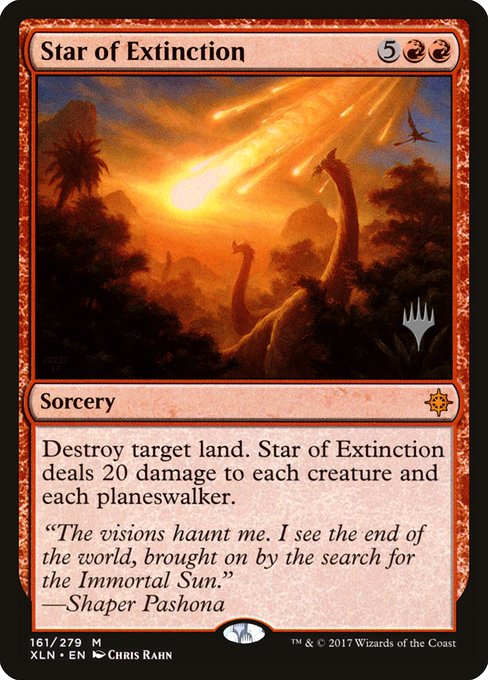 Star of Extinction 5
Sorcery
Destroy target land. Star of Extinction
deals 20 damage to each creature and
each planeswalker.
“The visions haunt me. I see the end of
the world, brought on by the search for
the Immortal Sun.”
—Shaper Pashona
161/279 M
XLN • EN Chris Rahn
™ & © 2017 Wizards of the Coast